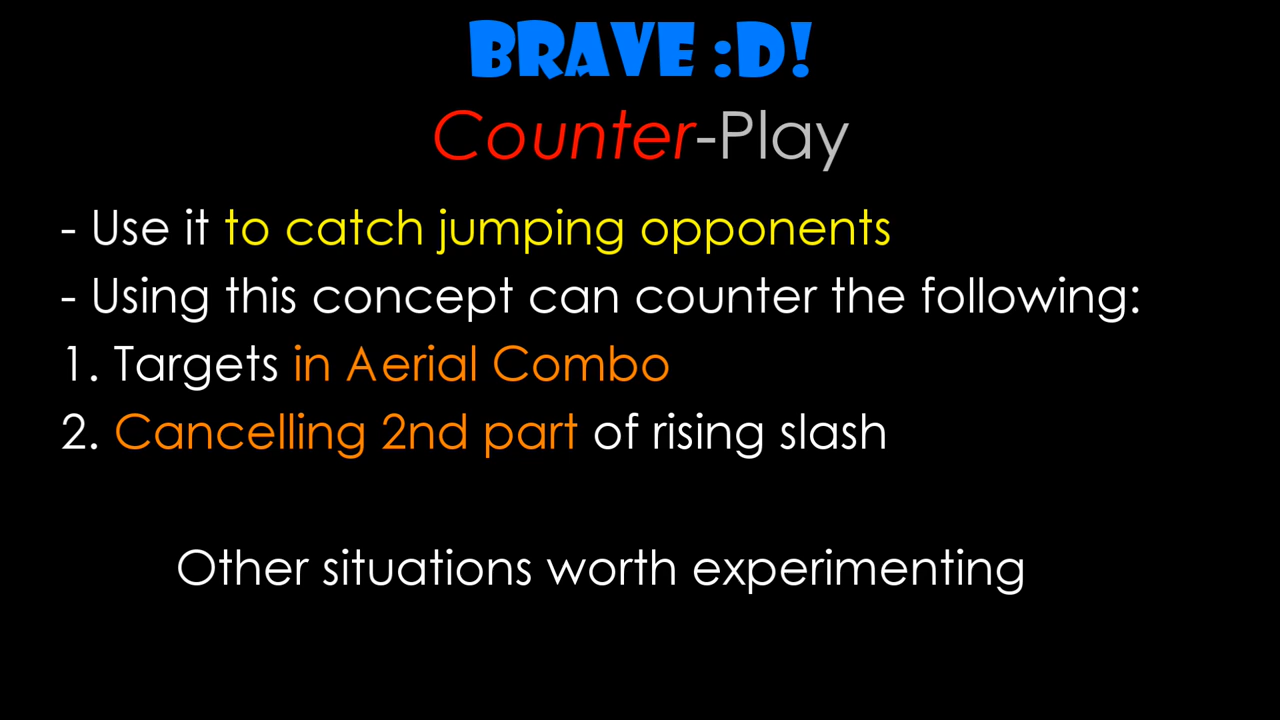 BRAVE :D!
Counter-Play
- Use it to catch jumping opponents
- Using this concept can counter the following:
1. Targets in Aerial Combo
2. Cancelling 2nd part of rising slash
Other situations worth experimenting